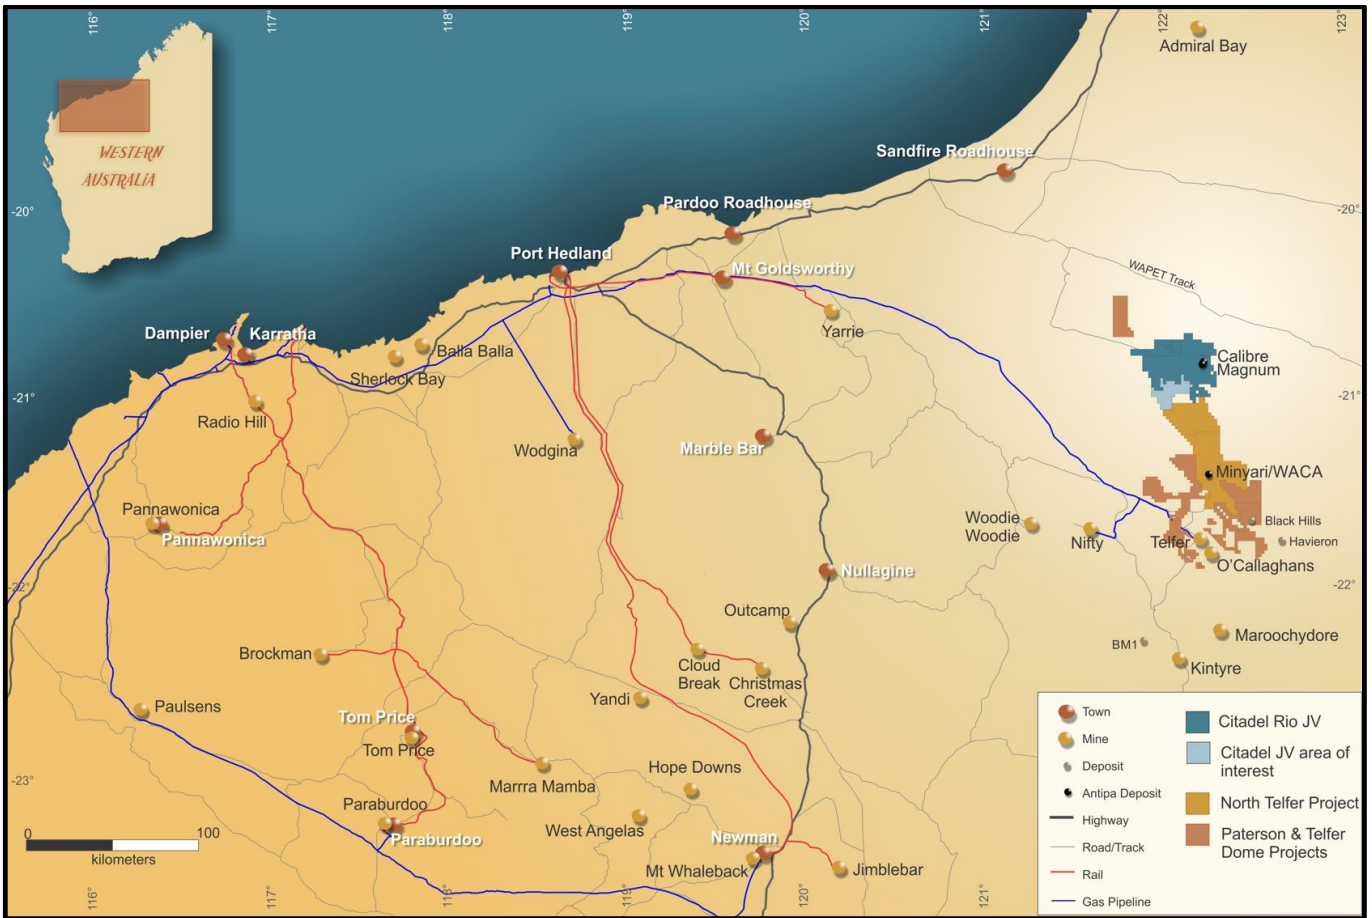 116°
117°
118°
119°
120°
121°
122°
123°
Admiral Bay
WESTERN
AUSTRALIA
Sandfire Roadhouse
-20°
-20°
Pardoo Roadhouse
Port Hedland
Mt Goldsworthy
WAPET Track
Dampier
Karratha
Yarrie
Balla Balla
Sherlock Bay
Calibre
Magnum
-21°
-21°
Radio Hill
Wodgina
Marble Bar
Minyari/WACA
Pannawonica
Pannawonica
Woodie
Woodie
Nifty
Telfer
Black Hills
Havieron
O'Callaghans
-22°
-22°
Nullagine
Outcamp
Maroochydore
BM1
Kintyre
Brockman
Cloud
Break
Christmas
Creek
Yandi
Paulsens
Tom Price
Tom Price
-23°
Marrra Mamba
Hope Downs
Paraburdoo
Paraburdoo
West Angelas
Newman
Mt Whaleback
Jimblebar
0
100
kilometers
116°
117°
118°
119°
120°
121°
Town
Mine
Deposit
Antipa Deposit
Highway
Road/Track
Rail
Gas Pipeline
Citadel Rio JV
Citadel JV area of
interest
North Telfer Project
Paterson & Telfer
Dome Projects